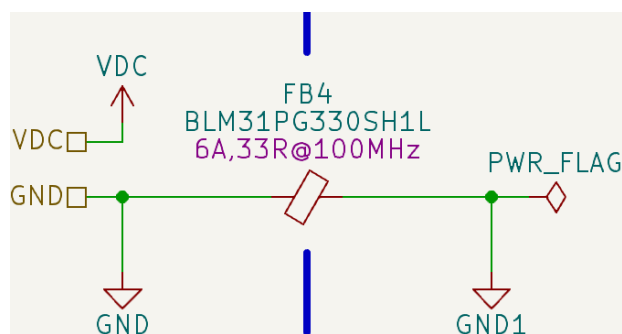 VDC
FB4
BLM31PG330SH1L
6A,33R@100MHz
VDC
PWR_FLAG
GND
GND
GND1